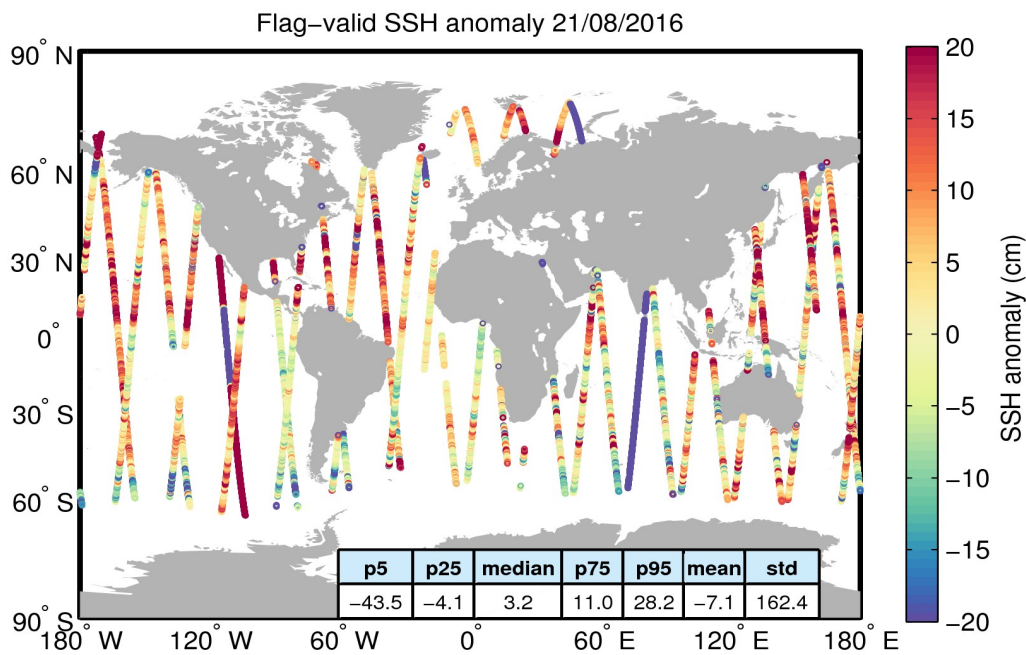 Flag−valid SSH anomaly 21/08/2016
90° N
60° N
30° N
0°
30° S
60° S
90° S
180° W
120° W
60° W
0°
60° E
120° E
180° E
p5 p25 median p75 p95 mean std
−43.5 −4.1 3.2 11.0 28.2 −7.1 162.4
20
15
10
5
0
−5
−10
−15
−20
SSH anomaly (cm)